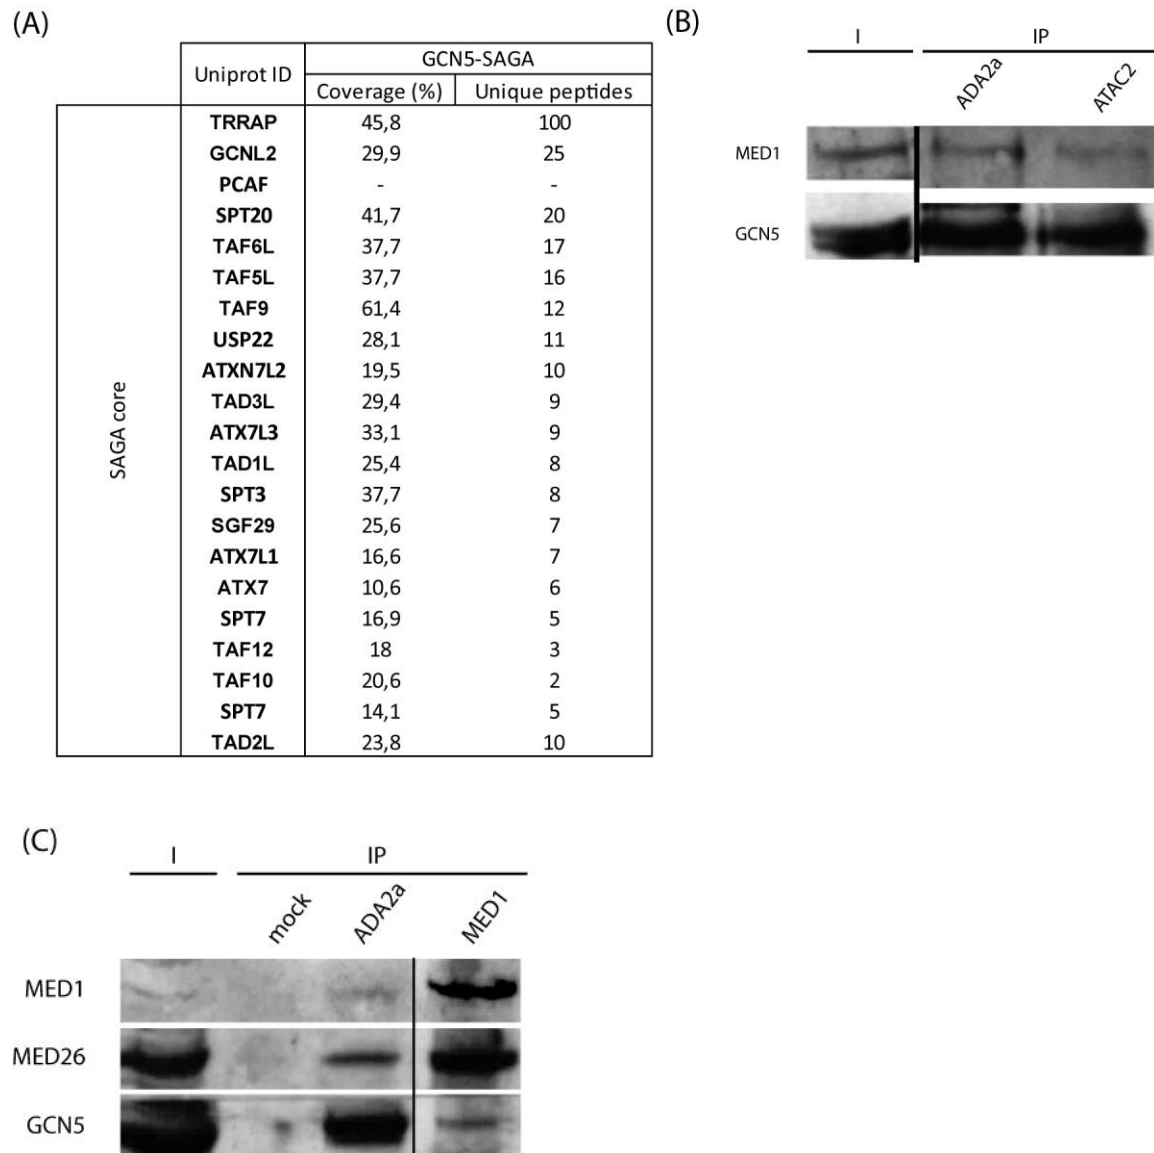 (A)
Uniprot ID GCN5-SAGA
Coverage (%) Unique peptides
SAGA core
TRRAP 45,8 100
GCNL2 29,9 25
PCAF - -
SPT20 41,7 20
TAF6L 37,7 17
TAF5L 37,7 16
TAF9 61,4 12
USP22 28,1 11
ATXN7L2 19,5 10
TAD3L 29,4 9
ATX7L3 33,1 9
TAD1L 25,4 8
SPT3 37,7 8
SGF29 25,6 7
ATX7L1 16,6 7
ATX7 10,6 6
SPT7 16,9 5
TAF12 18 3
TAF10 20,6 2
SPT7 14,1 5
TAD2L 23,8 10
(B)
I IP
ADA2a ATAC2
MED1
GCN5
(C)
I IP
mock ADA2a MED1
MED1
MED26
GCN5